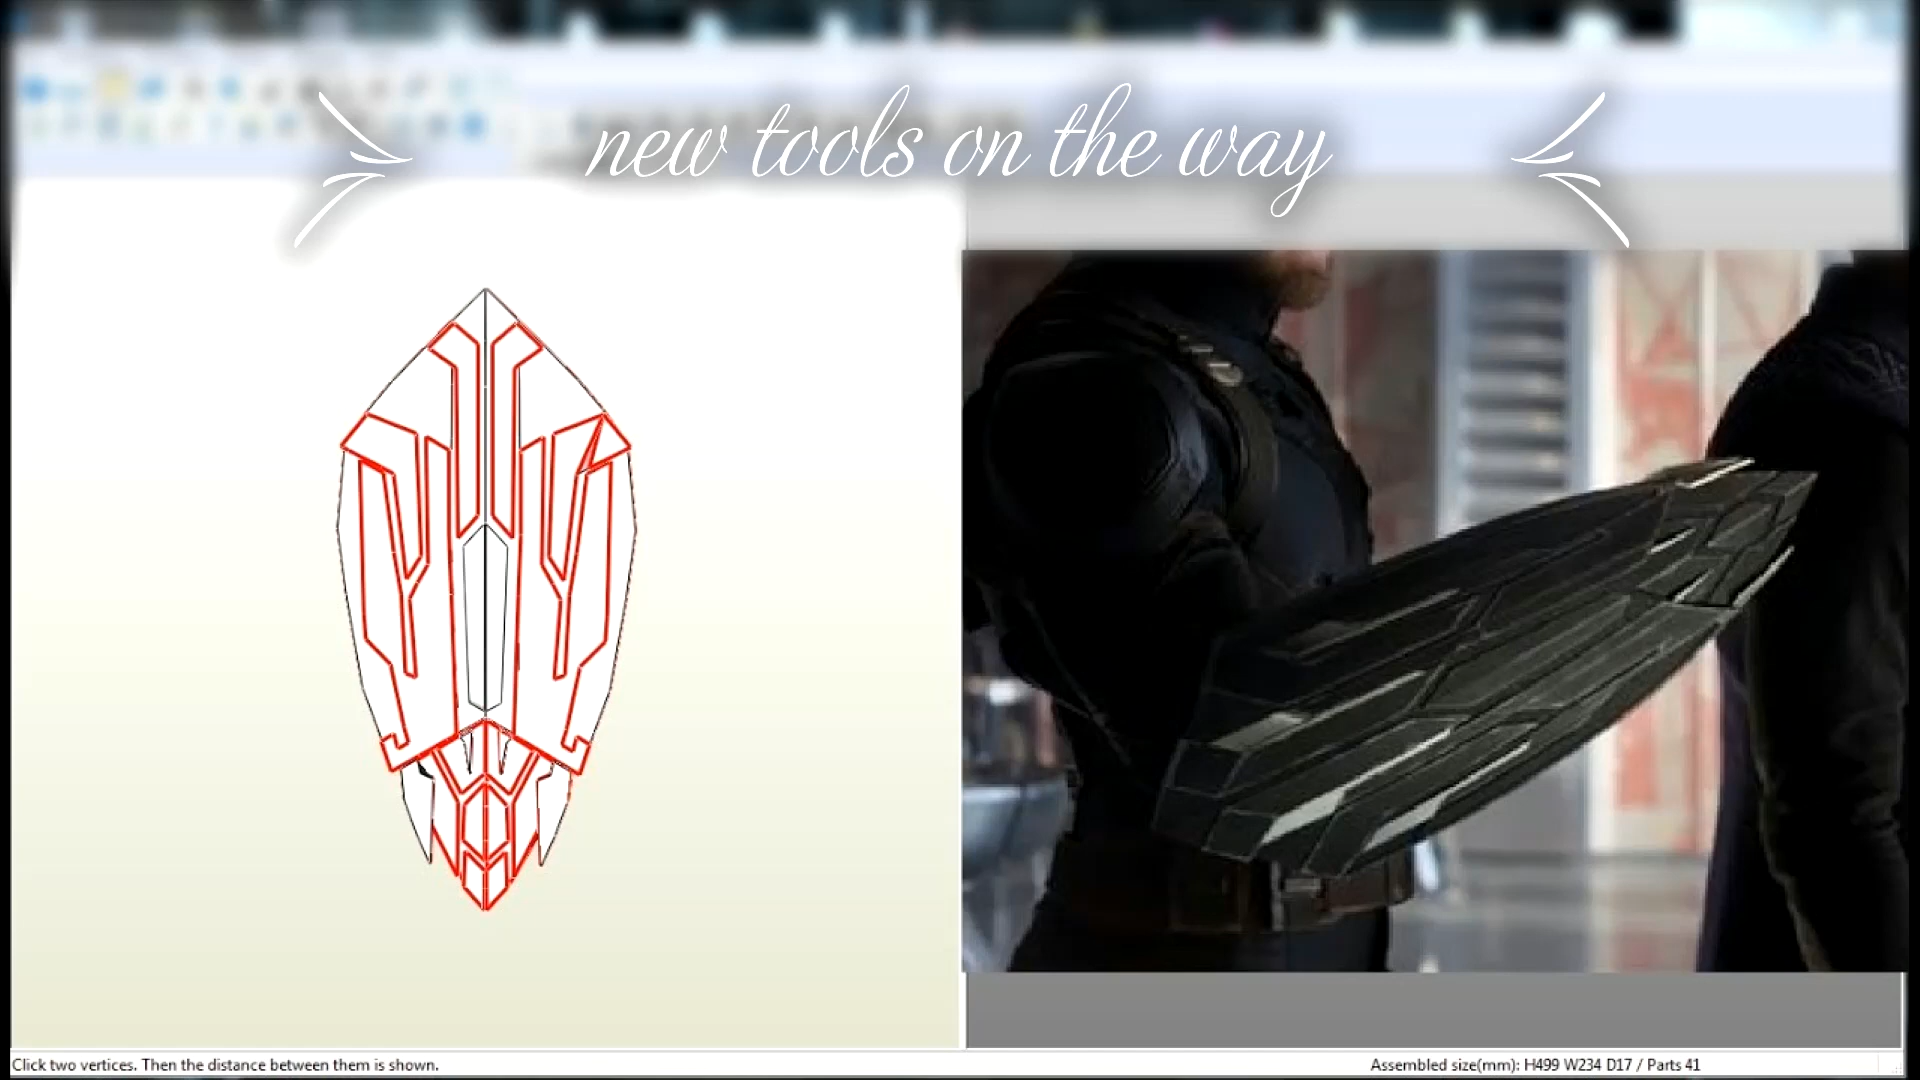 new tools on the way
Click two vertices. Then the distance between them is shown.
Assembled size(mm): H499 W234 D17 / Parts 41